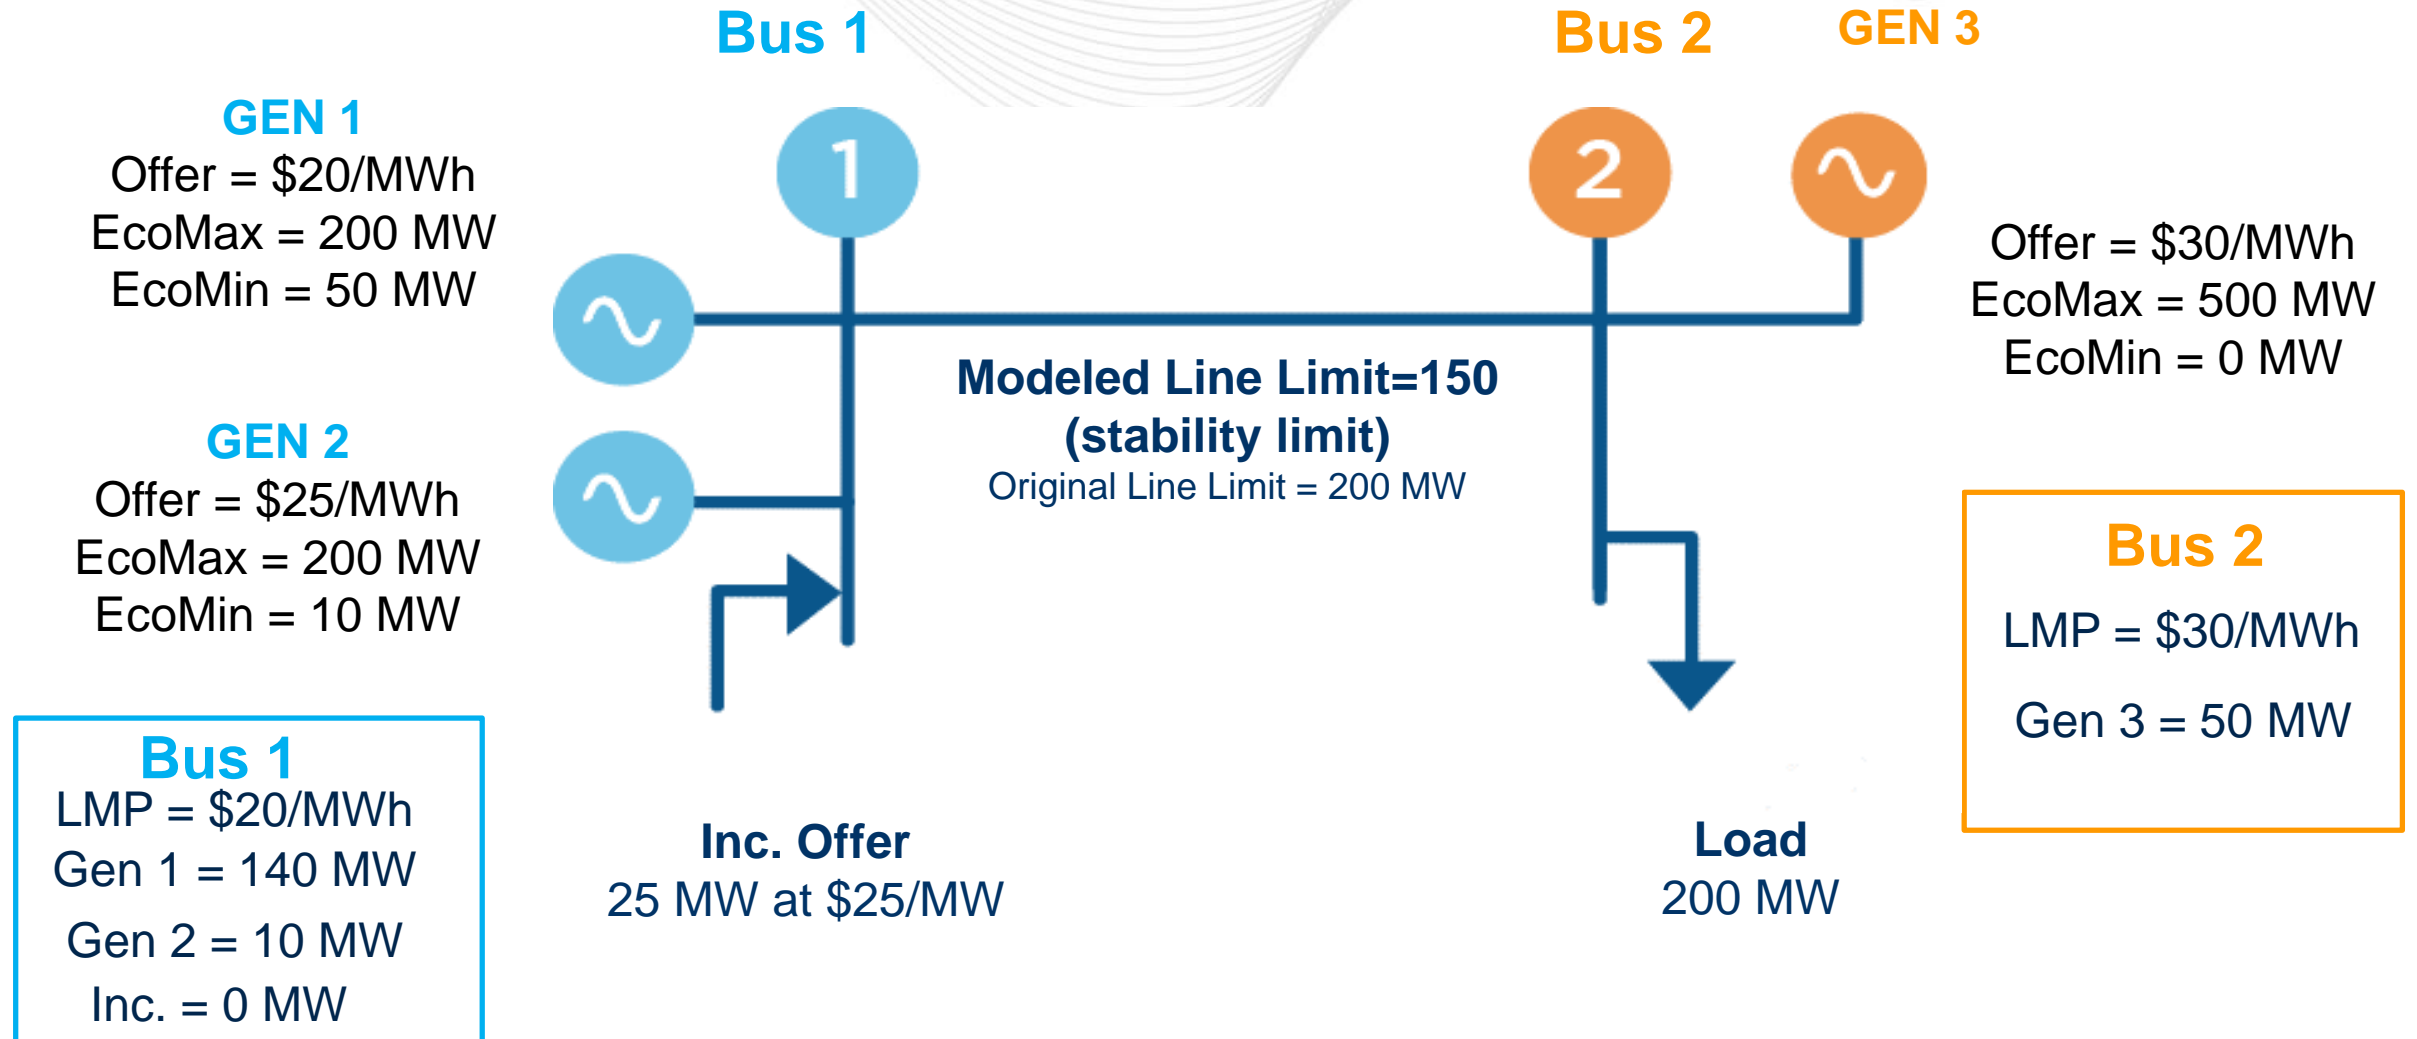 Bus 1
Bus 2
GEN 3
GEN 1
Offer = $20/MWh
EcoMax = 200 MW
EcoMin = 50 MW
1
2
Offer = $30/MWh
EcoMax = 500 MW
EcoMin = 0 MW
Modeled Line Limit=150
(stability limit)
Original Line Limit = 200 MW
GEN 2
Offer = $25/MWh
EcoMax = 200 MW
EcoMin = 10 MW
Bus 2
LMP = $30/MWh
Gen 3 = 50 MW
Bus 1
LMP = $20/MWh
Gen 1 = 140 MW
Gen 2 = 10 MW
Inc. = 0 MW
Inc. Offer
25 MW at $25/MW
Load
200 MW